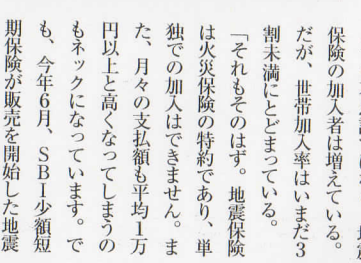 保険の加入者は増えている。
だが、世帯加入率はいまだ3
割未満にとどまっている。
「それもそのはず。地震保険
は火災保険の特約であり、単
独での加入はできません。ま
た、月々の支払額も平均1万
円以上と高くなってしまうの
もネックになっています。で
も、今年6月、SBI少額短
期保険が販売を開始した地震